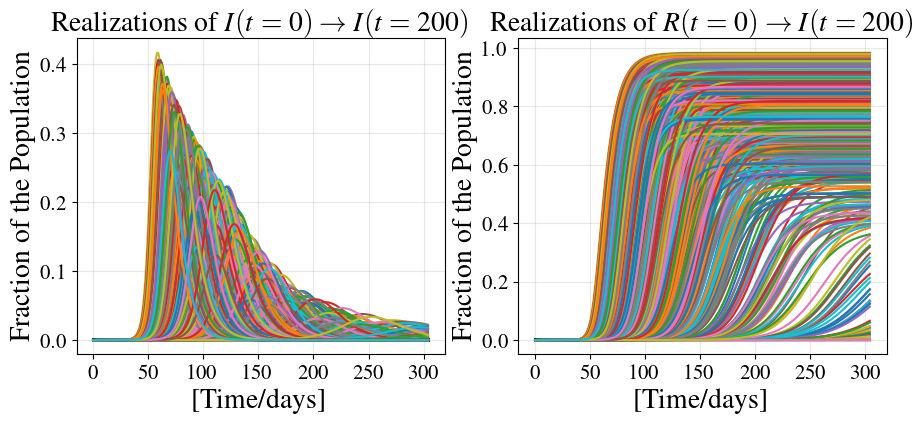 Realizations of $I(t=0) \rightarrow I(t=200)$
Fraction of the Population
0.4
0.3
0.2
0.1
0.0
0 50 100 150 200 250 300
[Time/days]
Realizations of $R(t=0) \rightarrow I(t=200)$
Fraction of the Population
1.0
0.8
0.6
0.4
0.2
0.0
0 50 100 150 200 250 300
[Time/days]